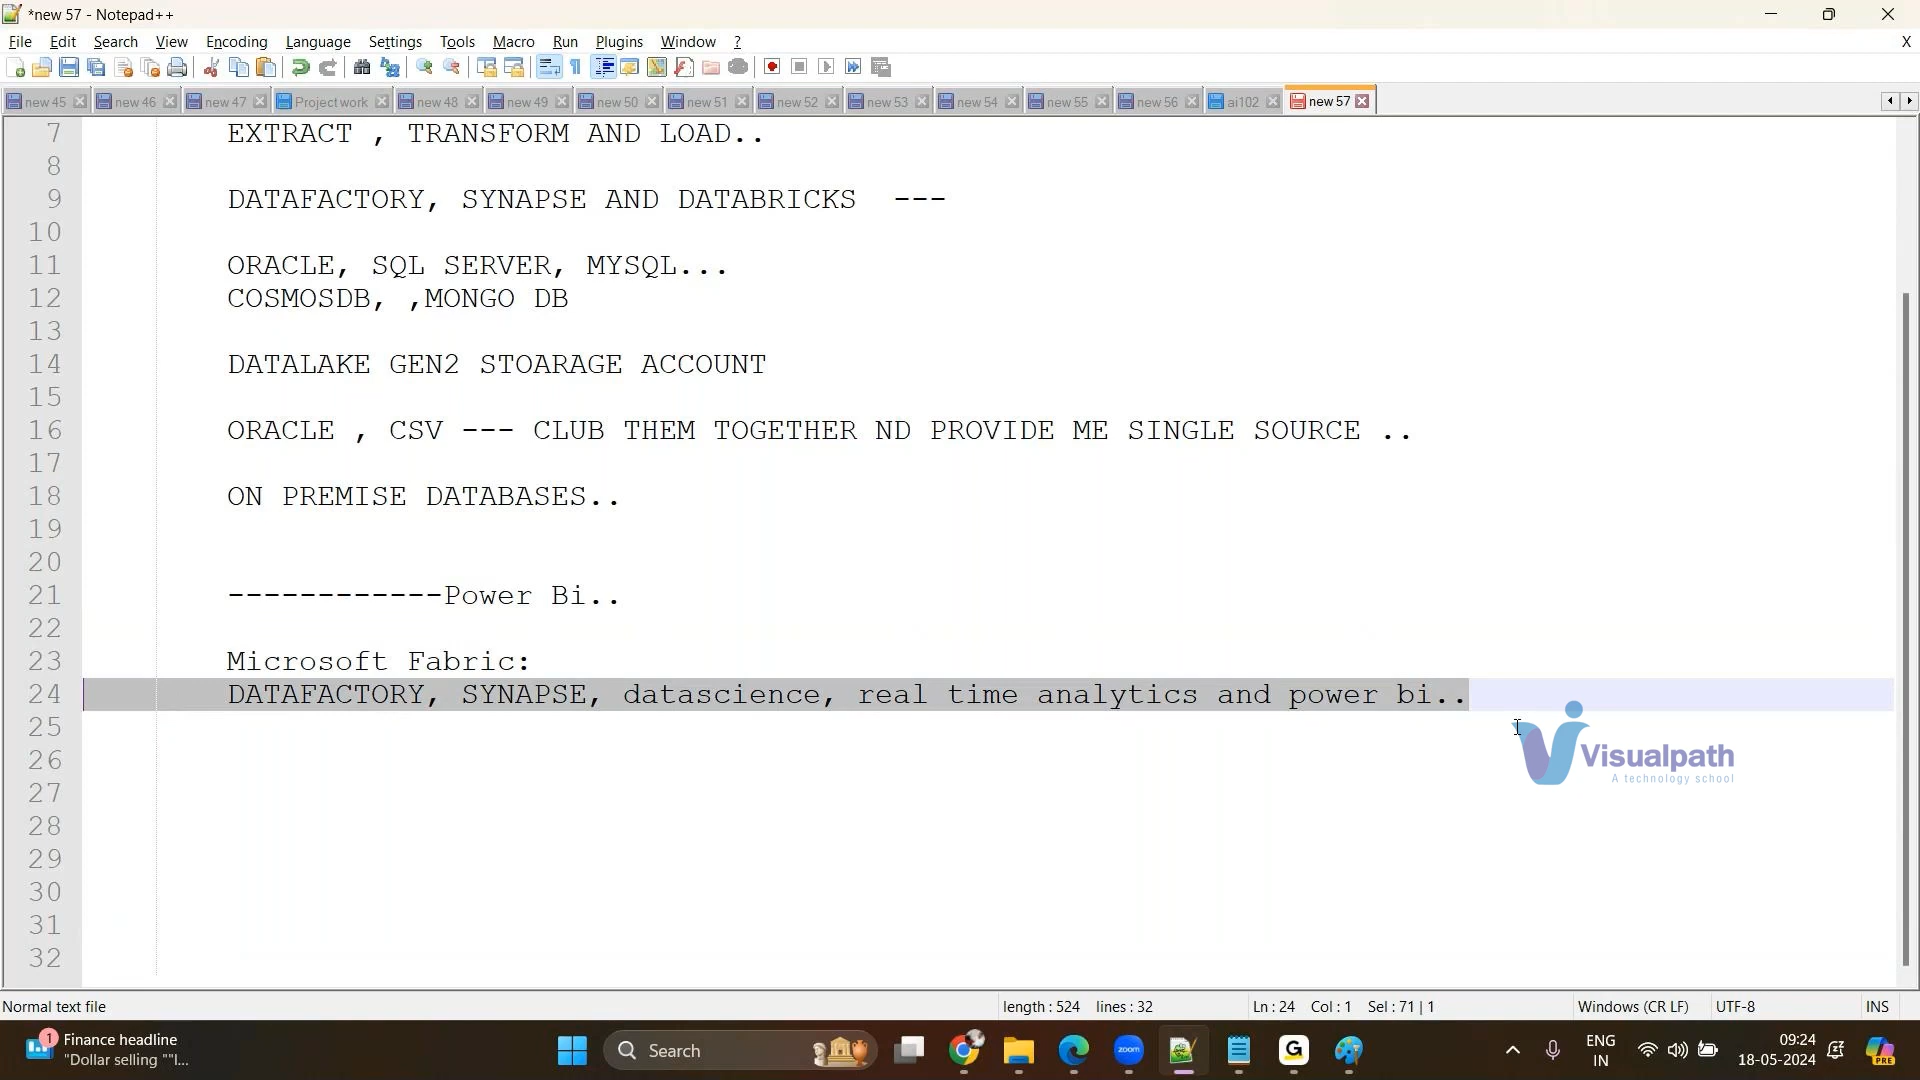 *new 57 - Notepad++
File Edit Search View Encoding Language Settings Tools Macro Run Plugins Window ?
X
new 45 new 46 new 47 Project work new 48 new 49 new 50 new 51 new 52 new 53 new 54 new 55 new 56 ai102 new 57
7 EXTRACT , TRANSFORM AND LOAD..
8
9 DATAFACTORY, SYNAPSE AND DATABRICKS ---
10
11 ORACLE, SQL SERVER, MYSQL...
12 COSMOSDB, ,MONGO DB
13
14 DATALAKE GEN2 STOARAGE ACCOUNT
15
16 ORACLE , CSV --- CLUB THEM TOGETHER ND PROVIDE ME SINGLE SOURCE ..
17
18 ON PREMISE DATABASES..
19
20
21 ------------Power Bi..
22
23 Microsoft Fabric:
24 DATAFACTORY, SYNAPSE, datascience, real time analytics and power bi..
25
26
27
28
29
30
31
32
Visualpath
A technology school
Normal text file length : 524 lines : 32 Ln : 24 Col : 1 Sel : 71 | 1 Windows (CR LF) UTF-8 INS
1
Finance headline
"Dollar selling ""I...
Search
zoom
G
ENG
IN
09:24
18-05-2024
PRE